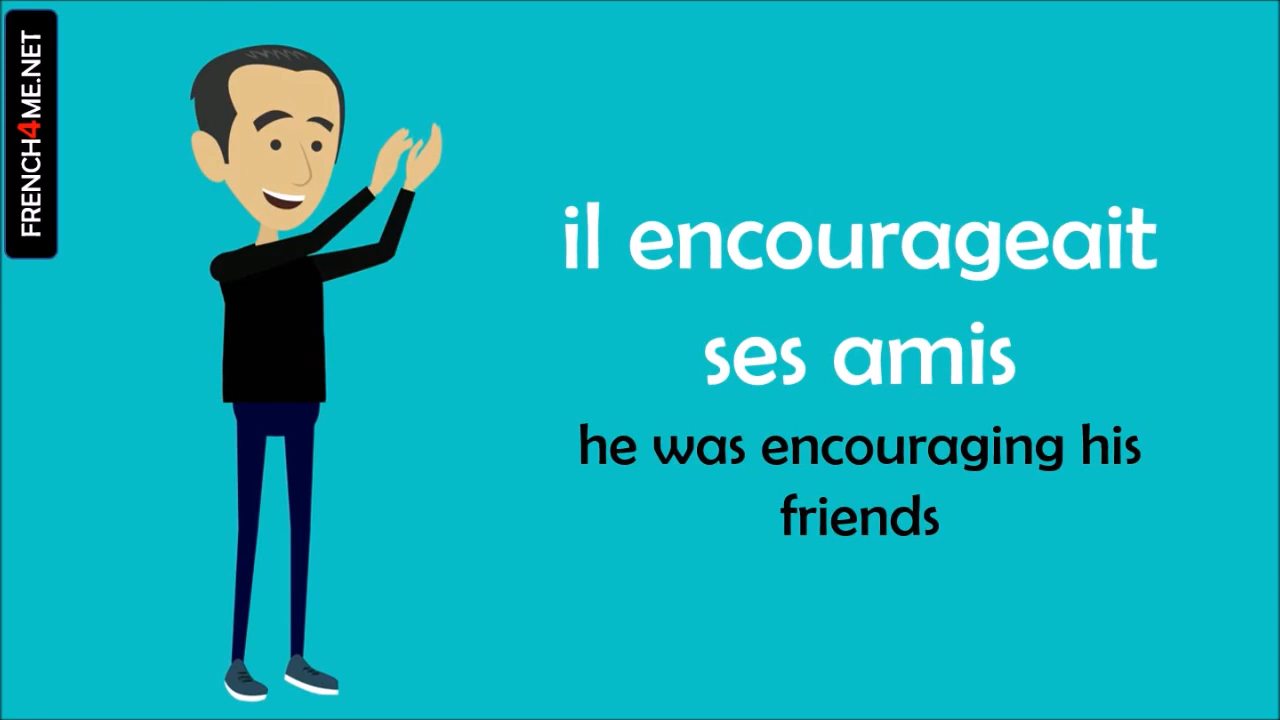 FRENCH4ME.NET
il encourageait
ses amis
he was encouraging his
friends